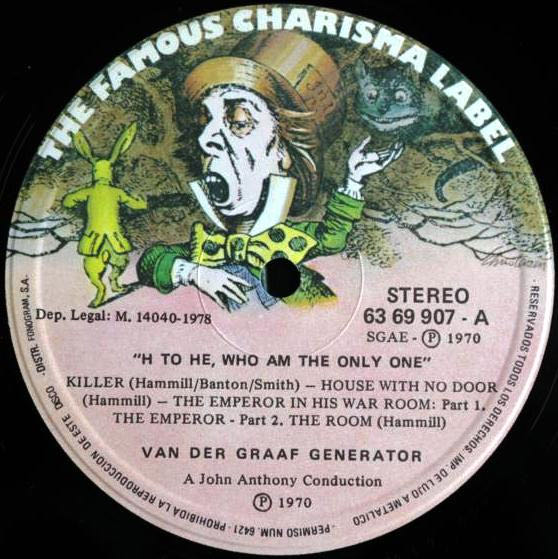 THE FAMOUS CHARISMA LABEL
Dep. Legal: M. 14040-1978
STEREO
63 69 907 - A
SGAE - Ⓟ 1970
"H TO HE, WHO AM THE ONLY ONE"
KILLER (Hammill/Banton/Smith) — HOUSE WITH NO DOOR
(Hammill) — THE EMPEROR IN HIS WAR ROOM: Part 1.
THE EMPEROR - Part 2. THE ROOM (Hammill)
VAN DER GRAAF GENERATOR
A John Anthony Conduction
Ⓟ 1970
· RESERVADOS TODOS LOS DERECHOS. IMP. DE LUJO A METALICO · PERMISO NUM. 6421 · PROHIBIDA LA REPRODUCCION DE ESTE DISCO · DISTR. FONOGRAM, S.A. ·